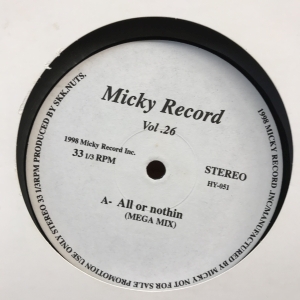 Micky Record
Vol .26
1998 Micky Record Inc.
33 1/3 RPM
STEREO
HY-051
A- All or nothin
(MEGA MIX)
1998 MICKY RECORD .INC/MANUFACTURED BY MICKY NOT FOR SALE PROMOTION USE ONLY STEREO 33 1/3RPM PRODUCED BY SKK.NUTS.